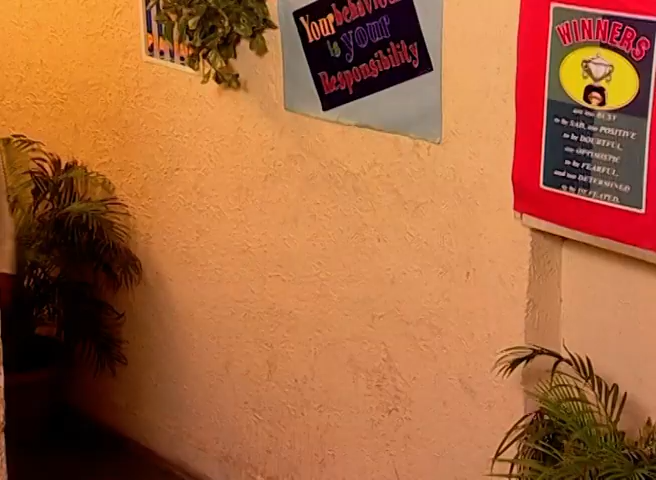 Your behaviour
is your
Responsibility
WINNERS
are too BUSY
to be SAD, too POSITIVE
to be DOUBTFUL,
too OPTIMISTIC
to be FEARFUL,
and too DETERMINED
to be DEFEATED.